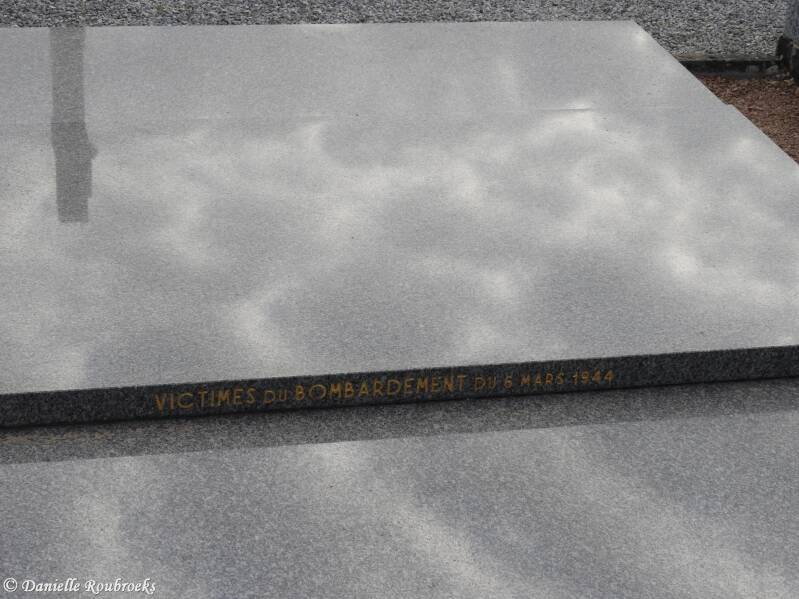 VICTIMES DU BOMBARDEMENT DU 6 MARS 1944
© Danielle Roubroeks